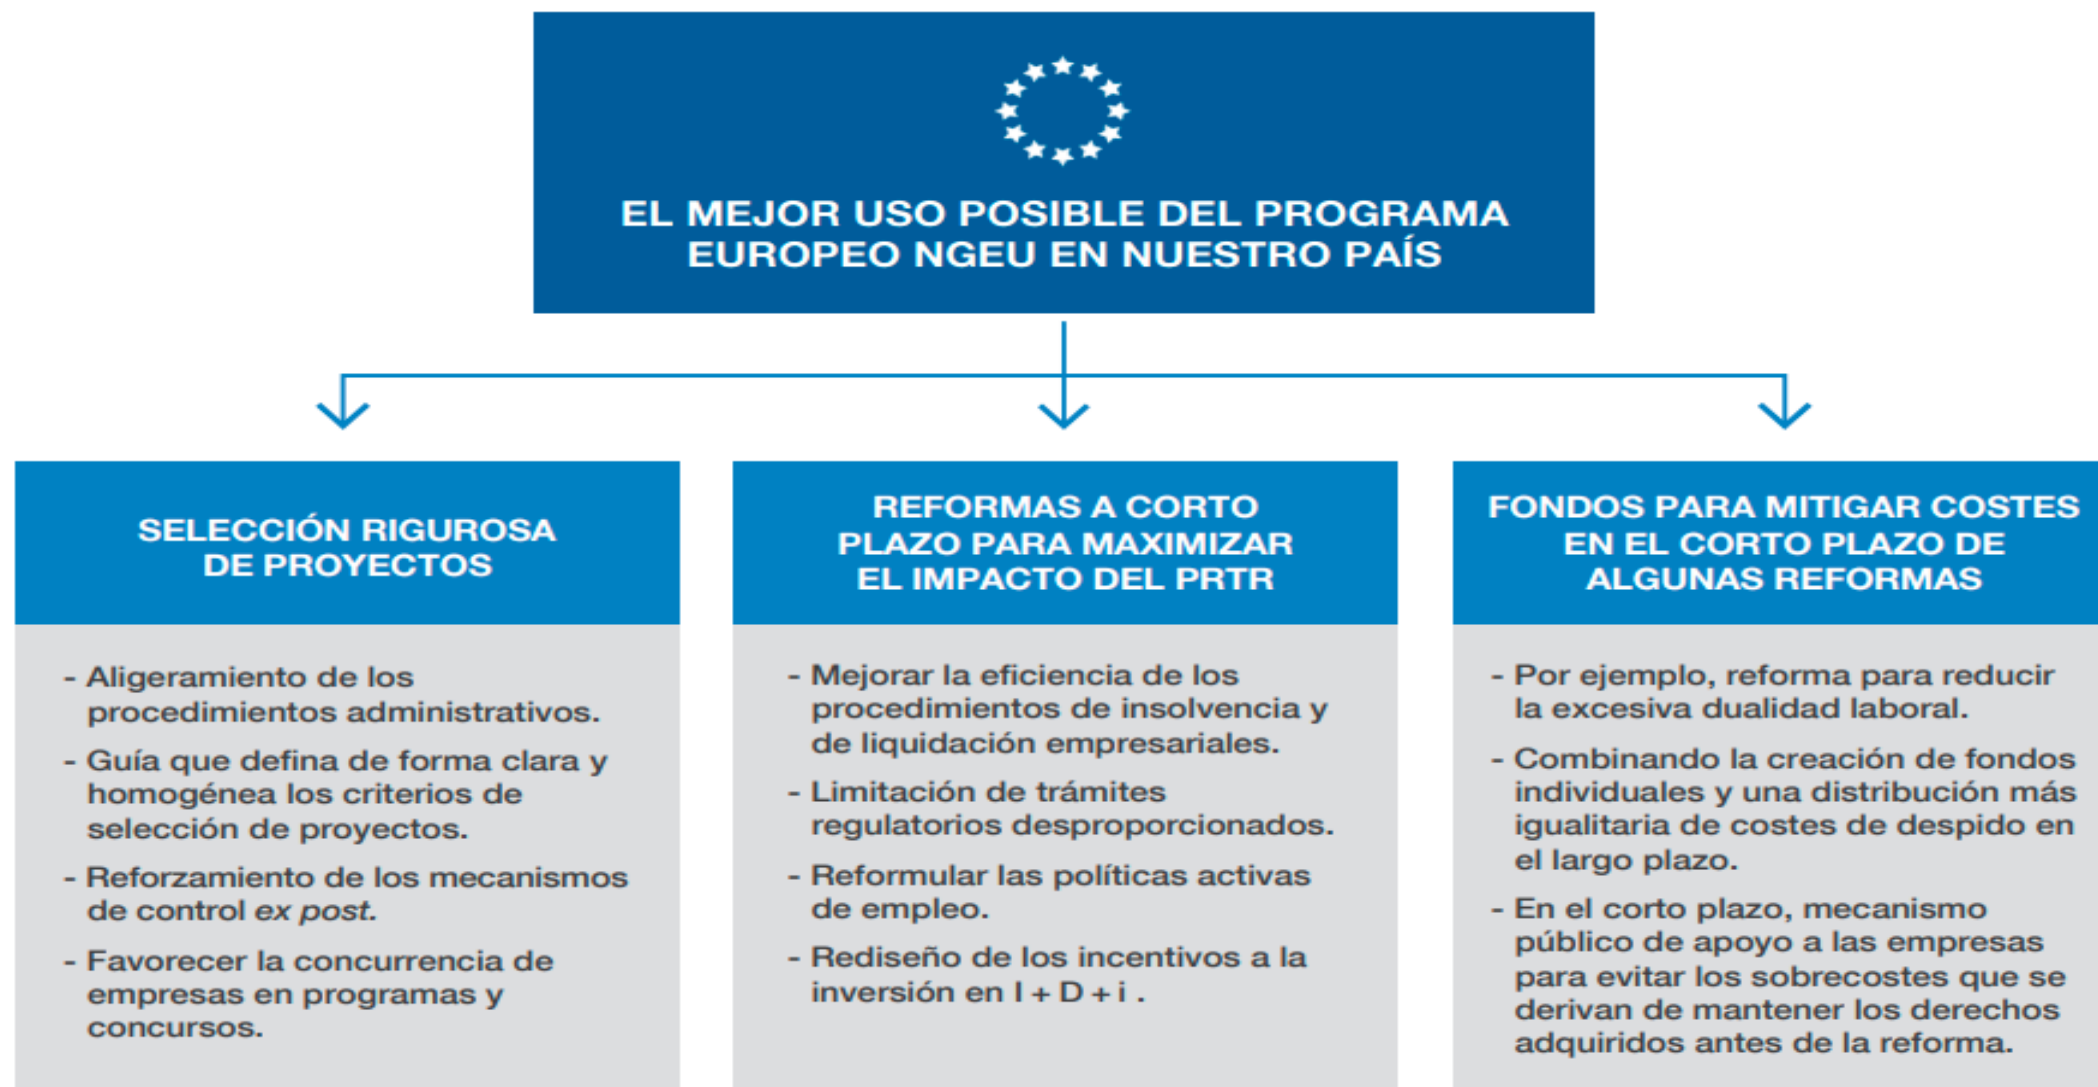 EL MEJOR USO POSIBLE DEL PROGRAMA
EUROPEO NGEU EN NUESTRO PAÍS
SELECCIÓN RIGUROSA
DE PROYECTOS
- Aligeramiento de los
procedimientos administrativos.
- Guía que defina de forma clara y
homogénea los criterios de
selección de proyectos.
- Reforzamiento de los mecanismos
de control ex post.
- Favorecer la concurrencia de
empresas en programas y
concursos.
REFORMAS A CORTO
PLAZO PARA MAXIMIZAR
EL IMPACTO DEL PRTR
- Mejorar la eficiencia de los
procedimientos de insolvencia y
de liquidación empresariales.
- Limitación de trámites
regulatorios desproporcionados.
- Reformular las políticas activas
de empleo.
- Rediseño de los incentivos a la
inversión en I + D + i .
FONDOS PARA MITIGAR COSTES
EN EL CORTO PLAZO DE
ALGUNAS REFORMAS
- Por ejemplo, reforma para reducir
la excesiva dualidad laboral.
- Combinando la creación de fondos
individuales y una distribución más
igualitaria de costes de despido en
el largo plazo.
- En el corto plazo, mecanismo
público de apoyo a las empresas
para evitar los sobrecostes que se
derivan de mantener los derechos
adquiridos antes de la reforma.